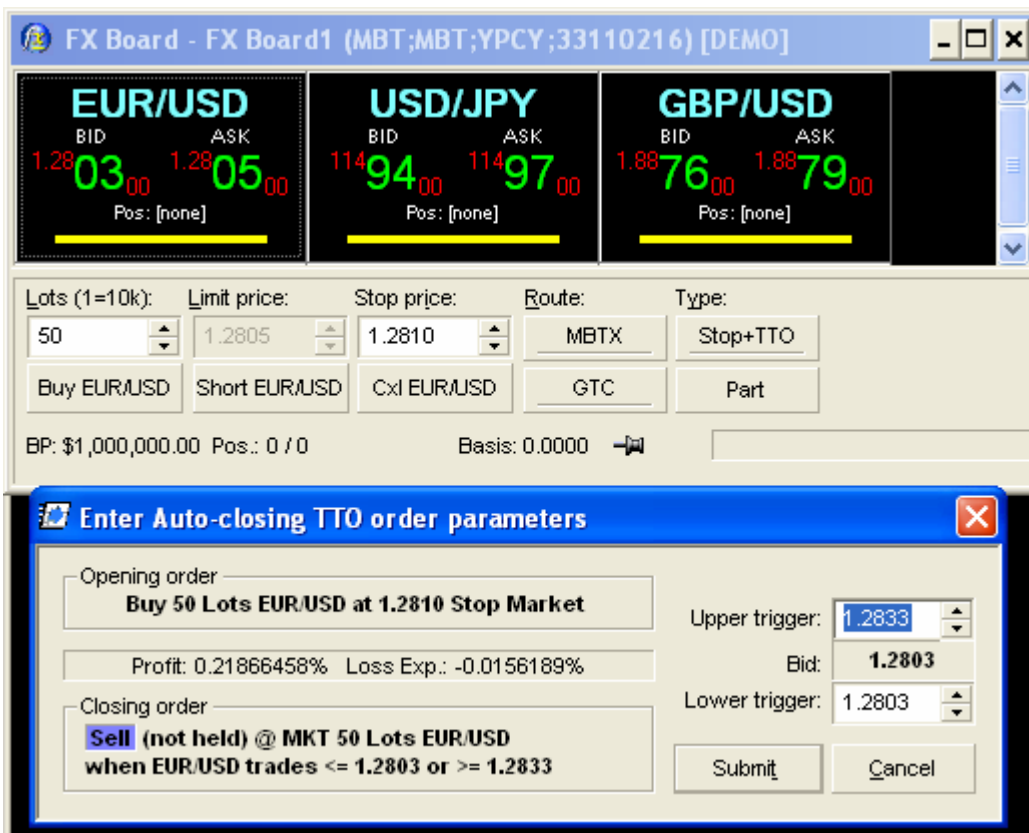 FX Board - FX Board1 (MBT;MBT;YPCY;33110216) [DEMO]
EUR/USD USD/JPY GBP/USD
BID ASK BID ASK BID ASK
1.28 03 00 1.28 05 00 114 94 00 114 97 00 1.88 76 00 1.88 79 00
Pos: [none] Pos: [none] Pos: [none]
Lots (1=10k): Limit price: Stop price: Route: Type:
50 1.2805 1.2810 MBTX Stop+TTO
Buy EUR/USD Short EUR/USD Cxl EUR/USD GTC Part
BP: $1,000,000.00 Pos.: 0 / 0 Basis: 0.0000
Enter Auto-closing TTO order parameters
Opening order
Buy 50 Lots EUR/USD at 1.2810 Stop Market
Profit: 0.21866458% Loss Exp.: -0.0156189%
Closing order
Sell (not held) @ MKT 50 Lots EUR/USD
when EUR/USD trades <= 1.2803 or >= 1.2833
Upper trigger: 1.2833
Bid: 1.2803
Lower trigger: 1.2803
Submit Cancel